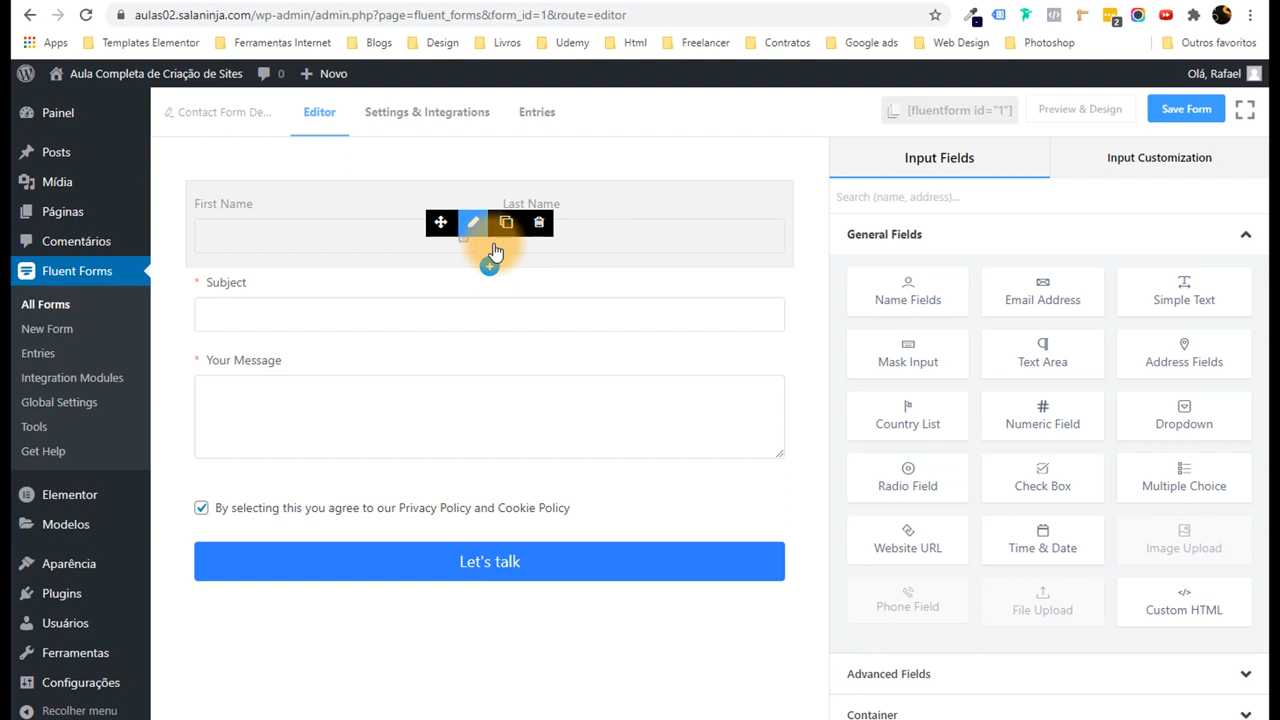 aulas02.salaninja.com/wp-admin/admin.php?page=fluent_forms&form_id=1&route=editor
2
Apps Templates Elementor Ferramentas Internet Blogs Design Livros Udemy Html Freelancer Contratos Google ads Web Design Photoshop Outros favoritos
Aula Completa de Criação de Sites 0 Novo Olá, Rafael
Painel
Posts
Mídia
Páginas
Comentários
Fluent Forms
All Forms
New Form
Entries
Integration Modules
Global Settings
Tools
Get Help
Elementor
Modelos
Aparência
Plugins
Usuários
Ferramentas
Configurações
Recolher menu
Contact Form De... Editor Settings & Integrations Entries [fluentform id="1"] Preview & Design Save Form
First Name Last Name
* Subject
* Your Message
By selecting this you agree to our Privacy Policy and Cookie Policy
Let's talk
Input Fields Input Customization
Search (name, address)...
General Fields
Name Fields Email Address Simple Text
Mask Input Text Area Address Fields
Country List Numeric Field Dropdown
Radio Field Check Box Multiple Choice
Website URL Time & Date Image Upload
Phone Field File Upload Custom HTML
Advanced Fields
Container